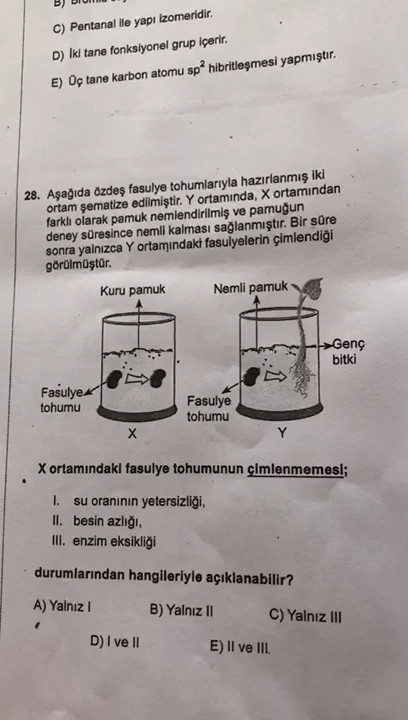 C) Pentanal ile yapı izomeridir.
D) İki tane fonksiyonel grup içerir.
E) Üç tane karbon atomu sp² hibritleşmesi yapmıştır.
28. Aşağıda özdeş fasulye tohumlarıyla hazırlanmış iki
ortam şematize edilmiştir. Y ortamında, X ortamından
farklı olarak pamuk nemlendirilmiş ve pamuğun
deney süresince nemli kalması sağlanmıştır. Bir süre
sonra yalnızca Y ortamındaki fasulyelerin çimlendiği
görülmüştür.
Kuru pamuk
Nemli pamuk
Genç
bitki
Fasulye
tohumu
Fasulye
tohumu
X
Y
X ortamındaki fasulye tohumunun çimlenmemesi;
I. su oranının yetersizliği,
II. besin azlığı,
III. enzim eksikliği
durumlarından hangileriyle açıklanabilir?
A) Yalnız I
B) Yalnız II
C) Yalnız III
D) I ve II
E) II ve III